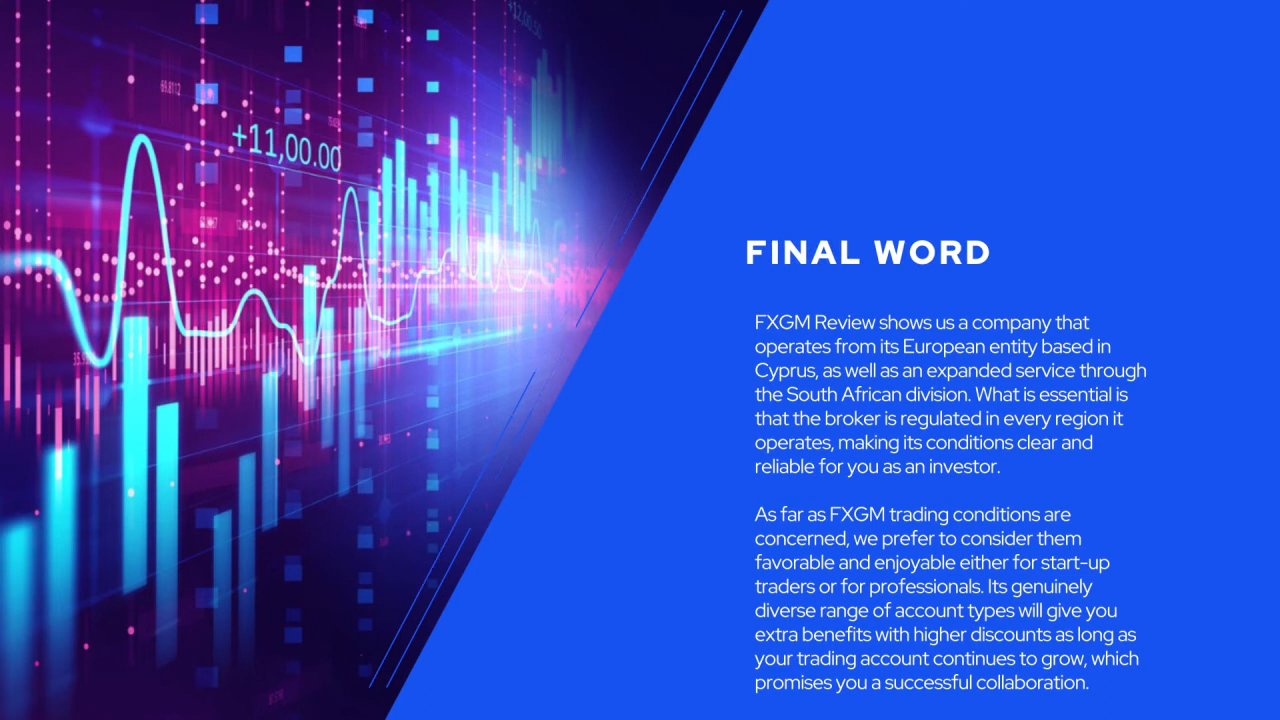 +11,00.00
FINAL WORD
FXGM Review shows us a company that
operates from its European entity based in
Cyprus, as well as an expanded service through
the South African division. What is essential is
that the broker is regulated in every region it
operates, making its conditions clear and
reliable for you as an investor.
As far as FXGM trading conditions are
concerned, we prefer to consider them
favorable and enjoyable either for start-up
traders or for professionals. Its genuinely
diverse range of account types will give you
extra benefits with higher discounts as long as
your trading account continues to grow, which
promises you a successful collaboration.